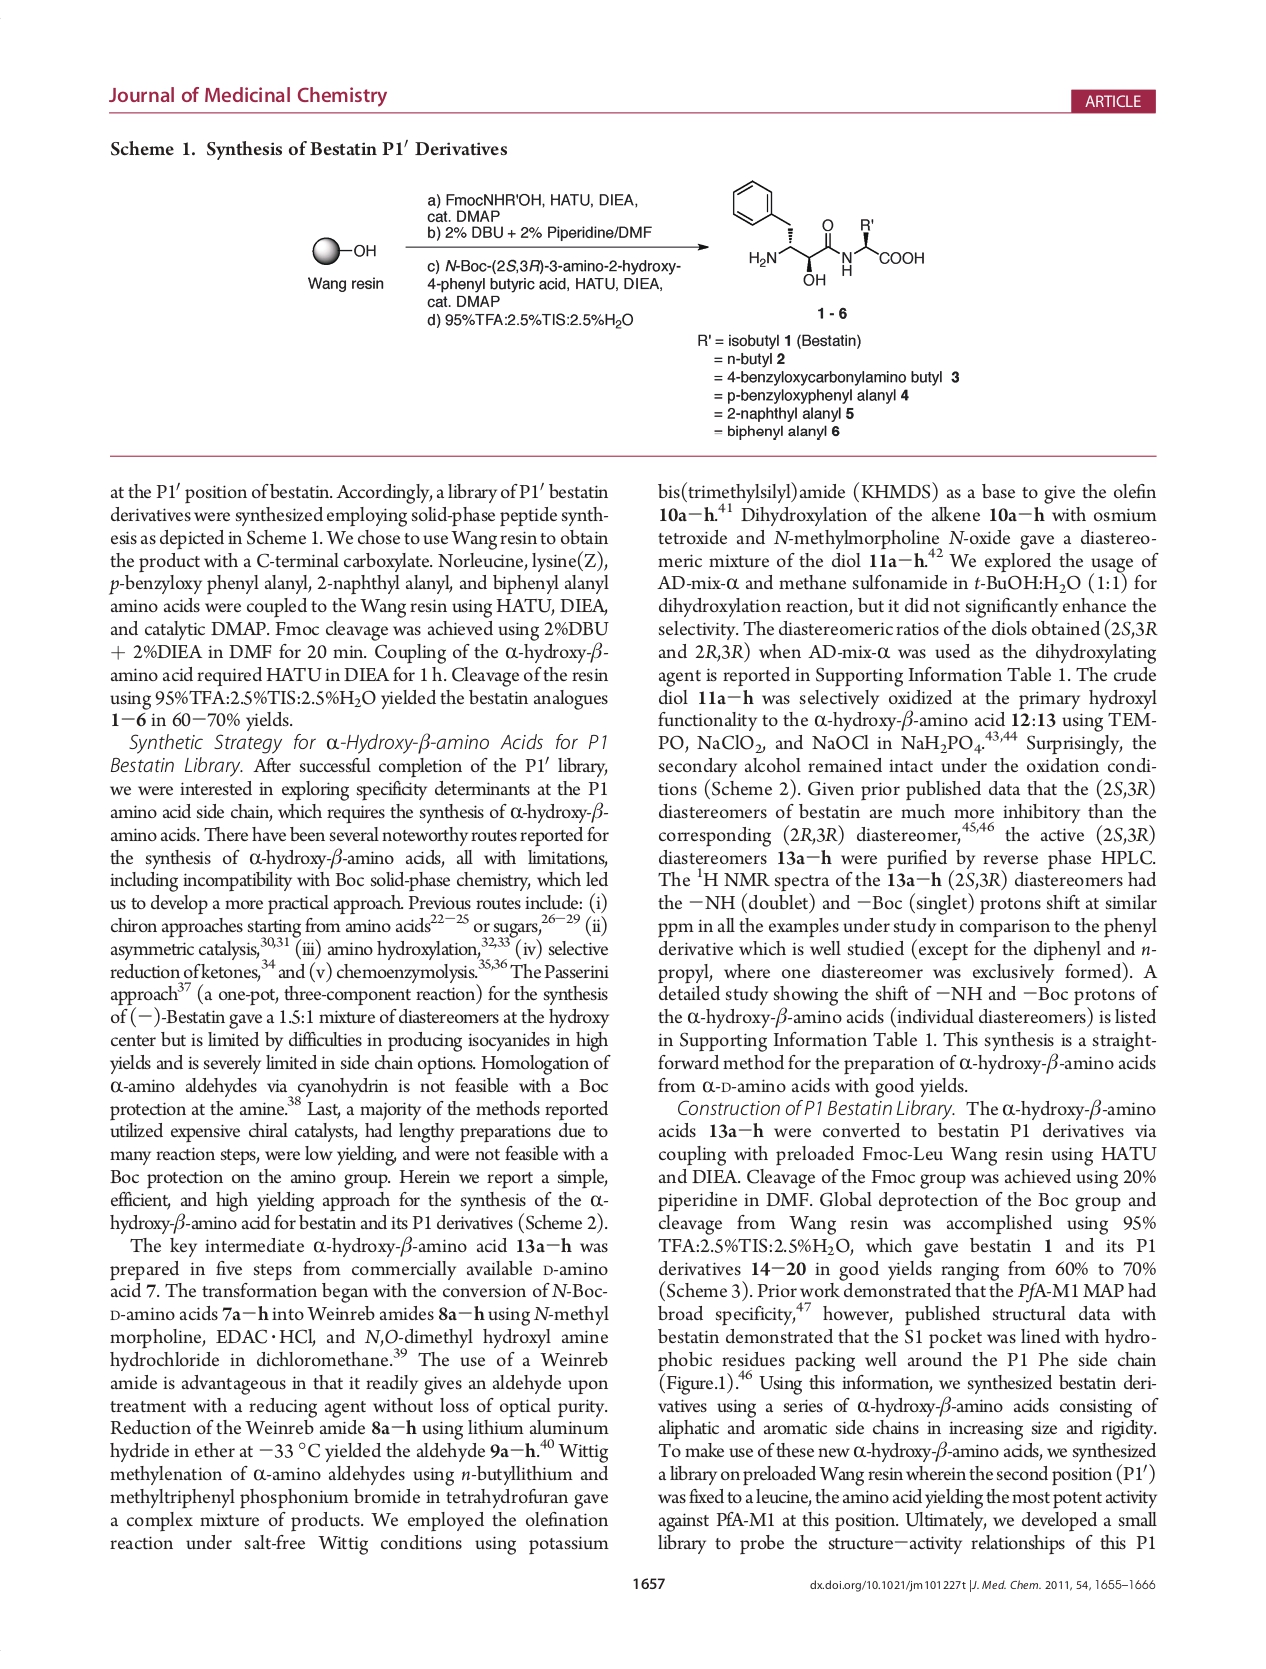 Journal of Medicinal Chemistry
ARTICLE
Scheme 1. Synthesis of Bestatin P1′ Derivatives
OH
Wang resin
a) FmocNHR'OH, HATU, DIEA,
cat. DMAP
b) 2% DBU + 2% Piperidine/DMF
c) N-Boc-(2S,3R)-3-amino-2-hydroxy-
4-phenyl butyric acid, HATU, DIEA,
cat. DMAP
d) 95%TFA:2.5%TIS:2.5%H₂O
O R'
H₂N N COOH
H
OH
1 - 6
R' = isobutyl 1 (Bestatin)
= n-butyl 2
= 4-benzyloxycarbonylamino butyl 3
= p-benzyloxyphenyl alanyl 4
= 2-naphthyl alanyl 5
= biphenyl alanyl 6
at the P1′ position of bestatin. Accordingly, a library of P1′ bestatin
derivatives were synthesized employing solid-phase peptide synth-
esis as depicted in Scheme 1. We chose to use Wang resin to obtain
the product with a C-terminal carboxylate. Norleucine, lysine(Z),
p-benzyloxy phenyl alanyl, 2-naphthyl alanyl, and biphenyl alanyl
amino acids were coupled to the Wang resin using HATU, DIEA,
and catalytic DMAP. Fmoc cleavage was achieved using 2%DBU
+ 2%DIEA in DMF for 20 min. Coupling of the α-hydroxy-β-
amino acid required HATU in DIEA for 1 h. Cleavage of the resin
using 95%TFA:2.5%TIS:2.5%H₂O yielded the bestatin analogues
1−6 in 60−70% yields.
Synthetic Strategy for α-Hydroxy-β-amino Acids for P1
Bestatin Library. After successful completion of the P1′ library,
we were interested in exploring specificity determinants at the P1
amino acid side chain, which requires the synthesis of α-hydroxy-β-
amino acids. There have been several noteworthy routes reported for
the synthesis of α-hydroxy-β-amino acids, all with limitations,
including incompatibility with Boc solid-phase chemistry, which led
us to develop a more practical approach. Previous routes include: (i)
chiron approaches starting from amino acids²²⁻²⁵ or sugars,²⁶⁻²⁹ (ii)
asymmetric catalysis,³⁰,³¹ (iii) amino hydroxylation,³²,³³ (iv) selective
reduction of ketones,³⁴ and (v) chemoenzymolysis.³⁵,³⁶ The Passerini
approach³⁷ (a one-pot, three-component reaction) for the synthesis
of (−)-Bestatin gave a 1.5:1 mixture of diastereomers at the hydroxy
center but is limited by difficulties in producing isocyanides in high
yields and is severely limited in side chain options. Homologation of
α-amino aldehydes via cyanohydrin is not feasible with a Boc
protection at the amine.³⁸ Last, a majority of the methods reported
utilized expensive chiral catalysts, had lengthy preparations due to
many reaction steps, were low yielding, and were not feasible with a
Boc protection on the amino group. Herein we report a simple,
efficient, and high yielding approach for the synthesis of the α-
hydroxy-β-amino acid for bestatin and its P1 derivatives (Scheme 2).
The key intermediate α-hydroxy-β-amino acid 13a−h was
prepared in five steps from commercially available D-amino
acid 7. The transformation began with the conversion of N-Boc-
D-amino acids 7a−h into Weinreb amides 8a−h using N-methyl
morpholine, EDAC·HCl, and N,O-dimethyl hydroxyl amine
hydrochloride in dichloromethane.³⁹ The use of a Weinreb
amide is advantageous in that it readily gives an aldehyde upon
treatment with a reducing agent without loss of optical purity.
Reduction of the Weinreb amide 8a−h using lithium aluminum
hydride in ether at −33 °C yielded the aldehyde 9a−h.⁴⁰ Wittig
methylenation of α-amino aldehydes using n-butyllithium and
methyltriphenyl phosphonium bromide in tetrahydrofuran gave
a complex mixture of products. We employed the olefination
reaction under salt-free Wittig conditions using potassium
bis(trimethylsilyl)amide (KHMDS) as a base to give the olefin
10a−h.⁴¹ Dihydroxylation of the alkene 10a−h with osmium
tetroxide and N-methylmorpholine N-oxide gave a diastereo-
meric mixture of the diol 11a−h.⁴² We explored the usage of
AD-mix-α and methane sulfonamide in t-BuOH:H₂O (1:1) for
dihydroxylation reaction, but it did not significantly enhance the
selectivity. The diastereomeric ratios of the diols obtained (2S,3R
and 2R,3R) when AD-mix-α was used as the dihydroxylating
agent is reported in Supporting Information Table 1. The crude
diol 11a−h was selectively oxidized at the primary hydroxyl
functionality to the α-hydroxy-β-amino acid 12:13 using TEM-
PO, NaClO₂, and NaOCl in NaH₂PO₄.⁴³,⁴⁴ Surprisingly, the
secondary alcohol remained intact under the oxidation condi-
tions (Scheme 2). Given prior published data that the (2S,3R)
diastereomers of bestatin are much more inhibitory than the
corresponding (2R,3R) diastereomer,⁴⁵,⁴⁶ the active (2S,3R)
diastereomers 13a−h were purified by reverse phase HPLC.
The ¹H NMR spectra of the 13a−h (2S,3R) diastereomers had
the −NH (doublet) and −Boc (singlet) protons shift at similar
ppm in all the examples under study in comparison to the phenyl
derivative which is well studied (except for the diphenyl and n-
propyl, where one diastereomer was exclusively formed). A
detailed study showing the shift of −NH and −Boc protons of
the α-hydroxy-β-amino acids (individual diastereomers) is listed
in Supporting Information Table 1. This synthesis is a straight-
forward method for the preparation of α-hydroxy-β-amino acids
from α-D-amino acids with good yields.
Construction of P1 Bestatin Library. The α-hydroxy-β-amino
acids 13a−h were converted to bestatin P1 derivatives via
coupling with preloaded Fmoc-Leu Wang resin using HATU
and DIEA. Cleavage of the Fmoc group was achieved using 20%
piperidine in DMF. Global deprotection of the Boc group and
cleavage from Wang resin was accomplished using 95%
TFA:2.5%TIS:2.5%H₂O, which gave bestatin 1 and its P1
derivatives 14−20 in good yields ranging from 60% to 70%
(Scheme 3). Prior work demonstrated that the PfA-M1 MAP had
broad specificity,⁴⁷ however, published structural data with
bestatin demonstrated that the S1 pocket was lined with hydro-
phobic residues packing well around the P1 Phe side chain
(Figure.1).⁴⁶ Using this information, we synthesized bestatin deri-
vatives using a series of α-hydroxy-β-amino acids consisting of
aliphatic and aromatic side chains in increasing size and rigidity.
To make use of these new α-hydroxy-β-amino acids, we synthesized
a library on preloaded Wang resin wherein the second position (P1′)
was fixed to a leucine, the amino acid yielding the most potent activity
against PfA-M1 at this position. Ultimately, we developed a small
library to probe the structure−activity relationships of this P1
1657
dx.doi.org/10.1021/jm101227t |J. Med. Chem. 2011, 54, 1655–1666